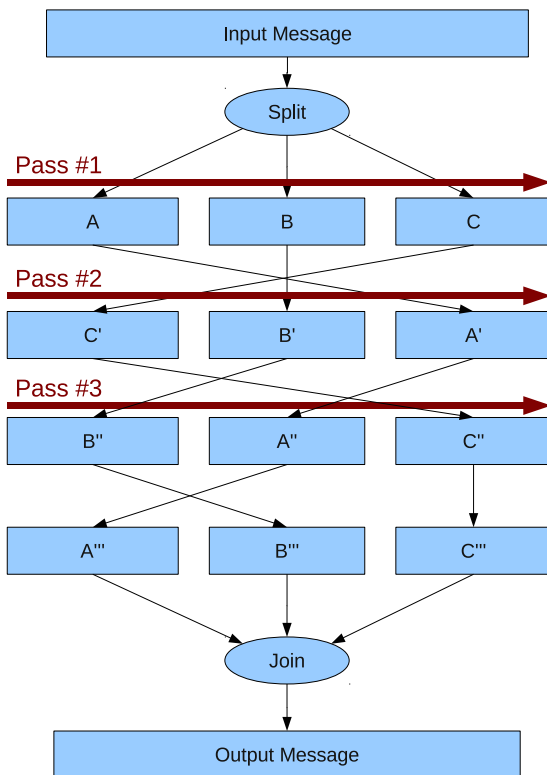 Input Message
Split
Pass #1
A B C
Pass #2
C' B' A'
Pass #3
B'' A'' C''
A''' B''' C'''
Join
Output Message